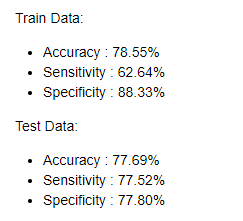 Train Data:
• Accuracy : 78.55%
• Sensitivity : 62.64%
• Specificity : 88.33%
Test Data:
• Accuracy : 77.69%
• Sensitivity : 77.52%
• Specificity : 77.80%